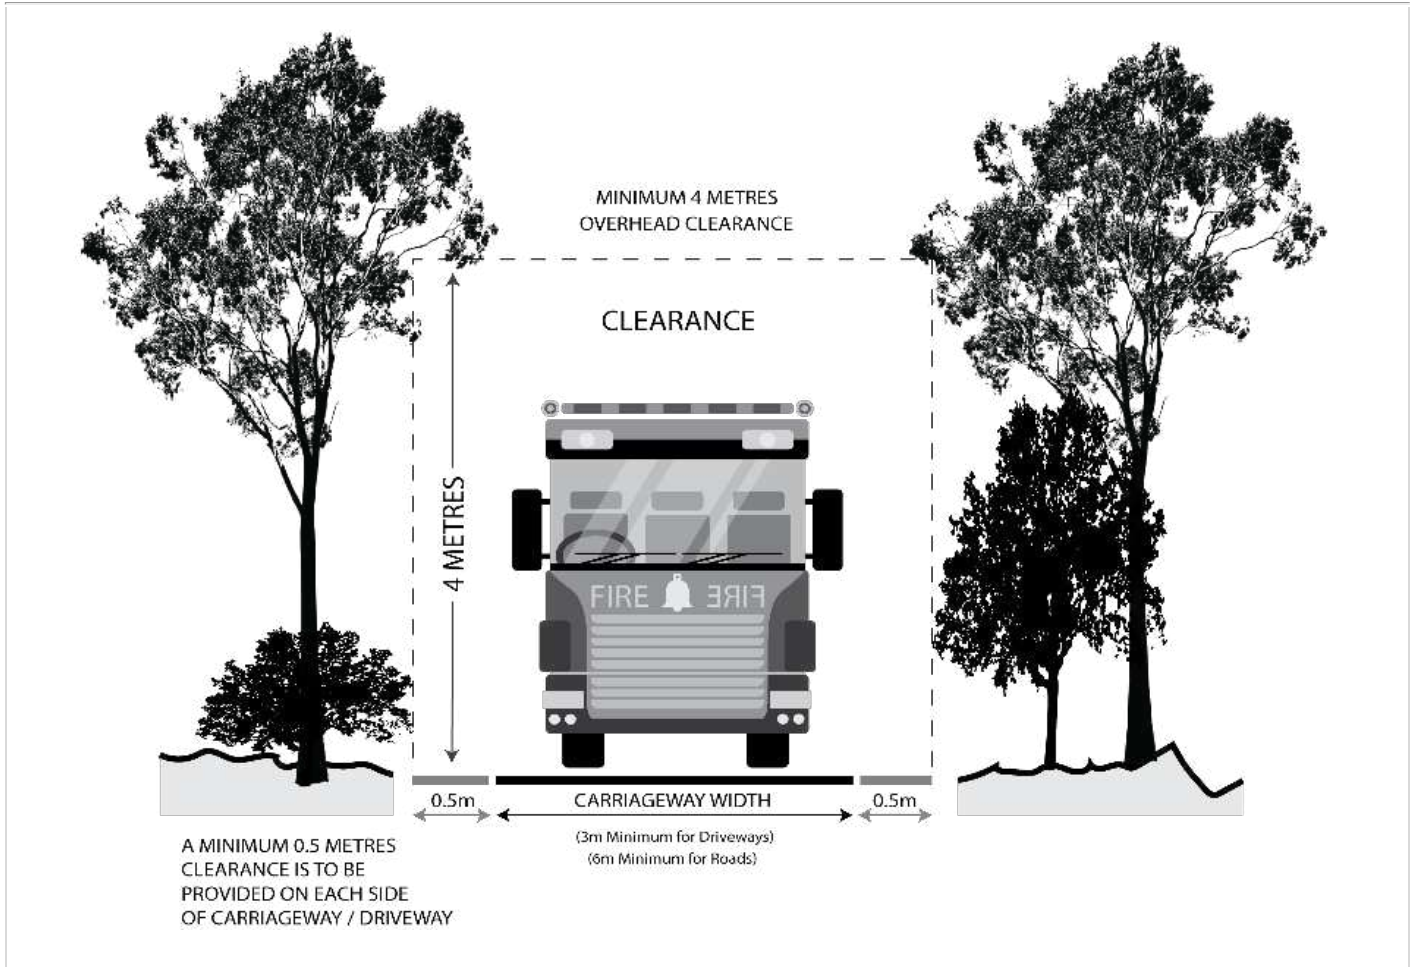 MINIMUM 4 METRES
OVERHEAD CLEARANCE
CLEARANCE
4 METRES
FIRE FIRE
0.5m
CARRIAGEWAY WIDTH
0.5m
(3m Minimum for Driveways)
(6m Minimum for Roads)
A MINIMUM 0.5 METRES
CLEARANCE IS TO BE
PROVIDED ON EACH SIDE
OF CARRIAGEWAY / DRIVEWAY